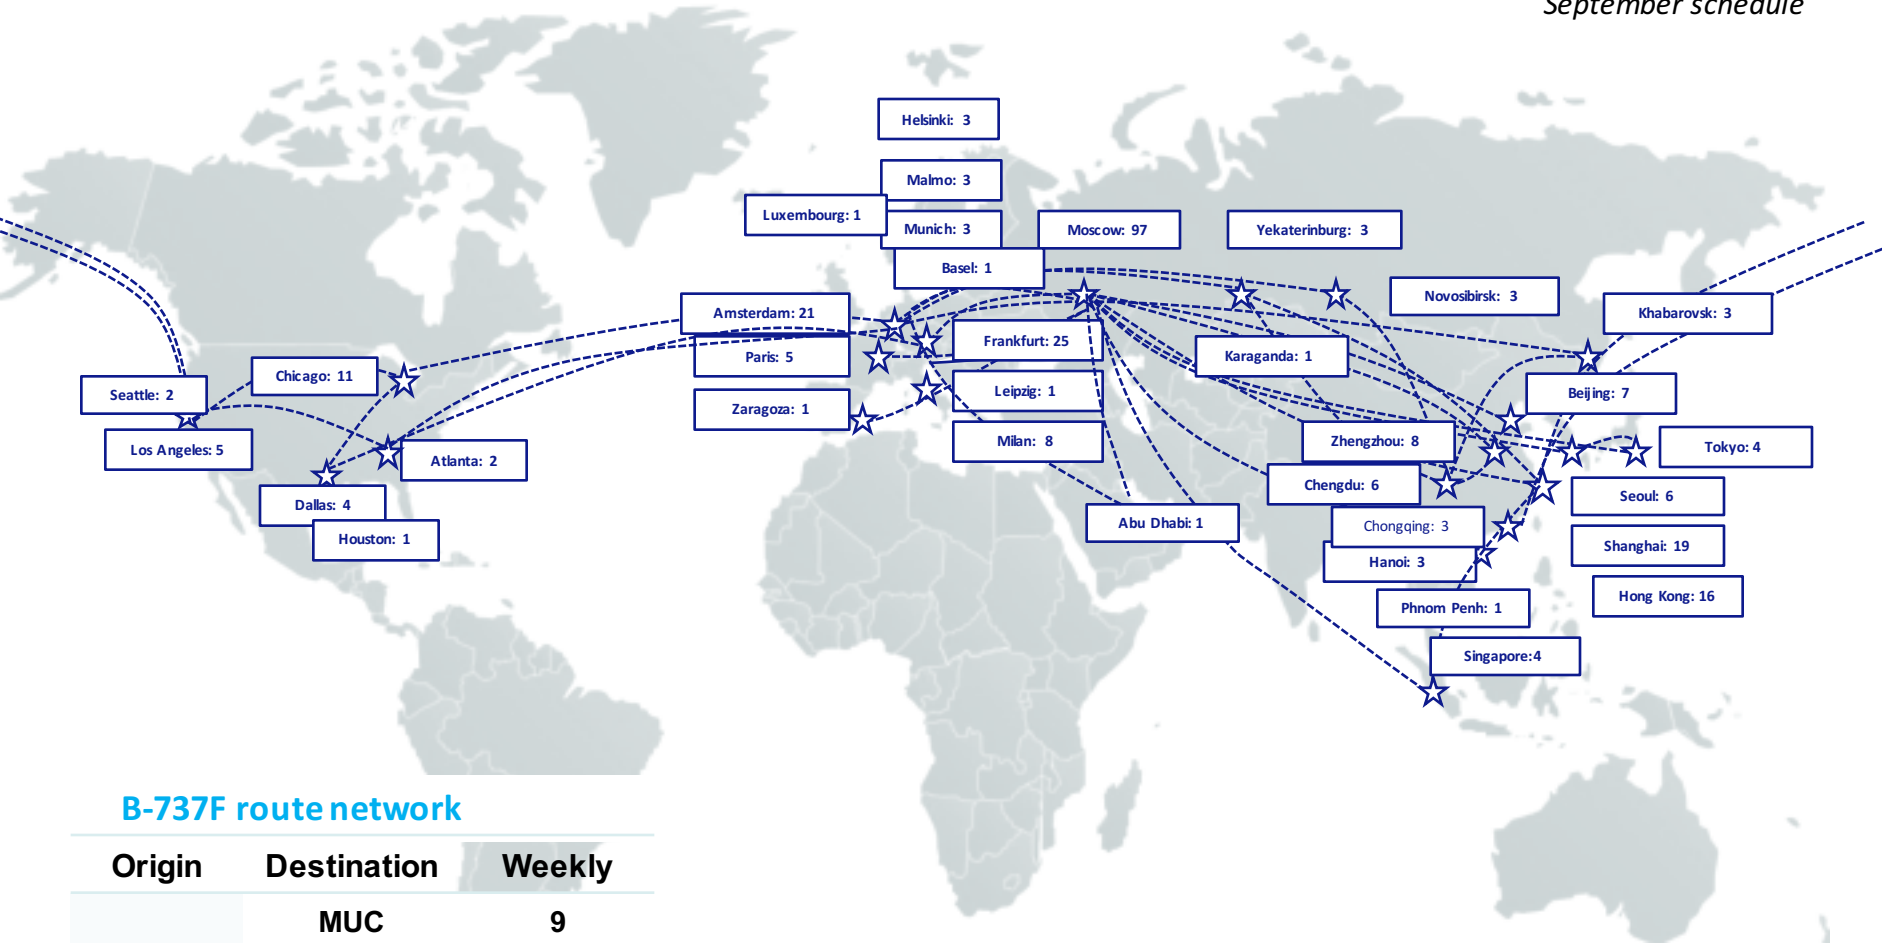 September schedule
Helsinki: 3
Malmo: 3
Luxembourg: 1
Munich: 3
Moscow: 97
Yekaterinburg: 3
Basel: 1
Novosibirsk: 3
Amsterdam: 21
Khabarovsk: 3
Frankfurt: 25
Paris: 5
Karaganda: 1
Chicago: 11
Seattle: 2
Leipzig: 1
Beijing: 7
Zaragoza: 1
Los Angeles: 5
Milan: 8
Zhengzhou: 8
Tokyo: 4
Atlanta: 2
Chengdu: 6
Seoul: 6
Dallas: 4
Abu Dhabi: 1
Chongqing: 3
Houston: 1
Shanghai: 19
Hanoi: 3
Hong Kong: 16
Phnom Penh: 1
Singapore:4
B-737F route network
Origin Destination Weekly
MUC 9